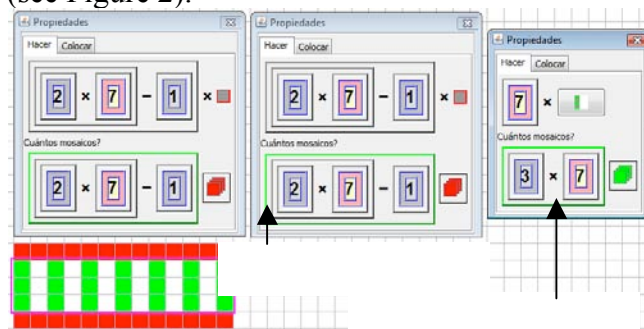 (see Figure 2).
Propiedades
Hacer Colocar
2 × 7 - 1 ×
Cuántos mosaicos?
2 × 7 - 1
Propiedades
Hacer Colocar
2 × 7 - 1 ×
Cuántos mosaicos?
2 × 7 - 1
Propiedades
Hacer Colocar
7 ×
Cuántos mosaicos?
3 × 7